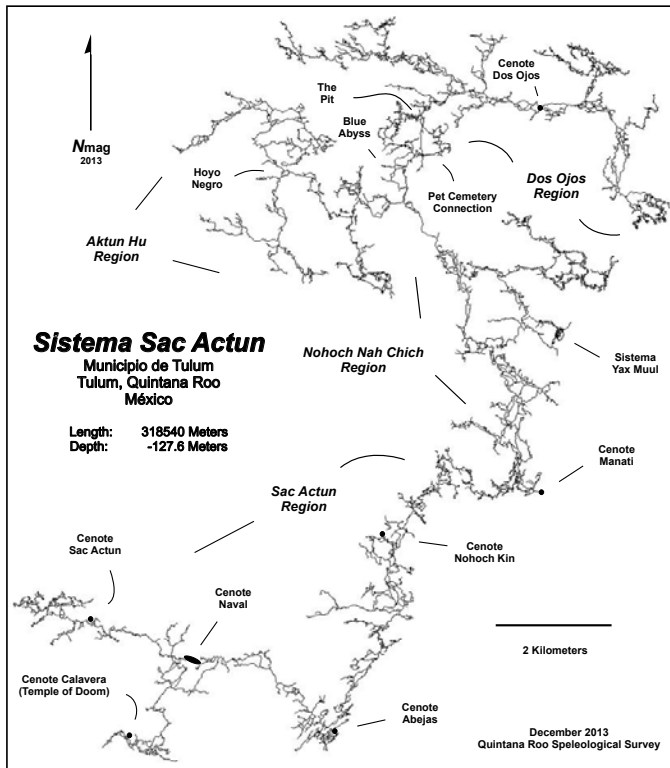 Nmag
2013
The
Pit
Cenote
Dos Ojos
Blue
Abyss
Hoyo
Negro
Pet Cemetery
Connection
Dos Ojos
Region
Aktun Hu
Region
Sistema Sac Actun
Municipio de Tulum
Tulum, Quintana Roo
México
Length: 318540 Meters
Depth: -127.6 Meters
Nohoch Nah Chich
Region
Sistema
Yax Muul
Cenote
Manati
Sac Actun
Region
Cenote
Sac Actun
Cenote
Nohoch Kin
Cenote
Naval
2 Kilometers
Cenote Calavera
(Temple of Doom)
Cenote
Abejas
December 2013
Quintana Roo Speleological Survey